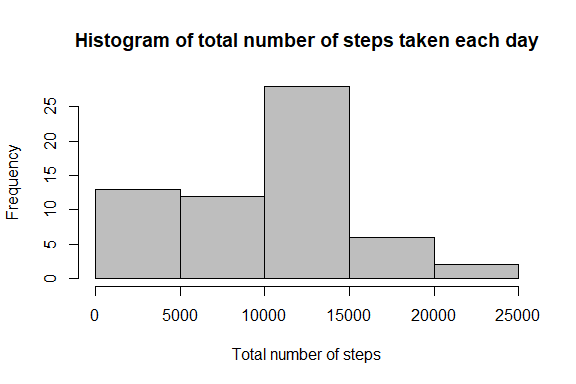 Histogram of total number of steps taken each day
Frequency
25
20
15
10
5
0
0 5000 10000 15000 20000 25000
Total number of steps